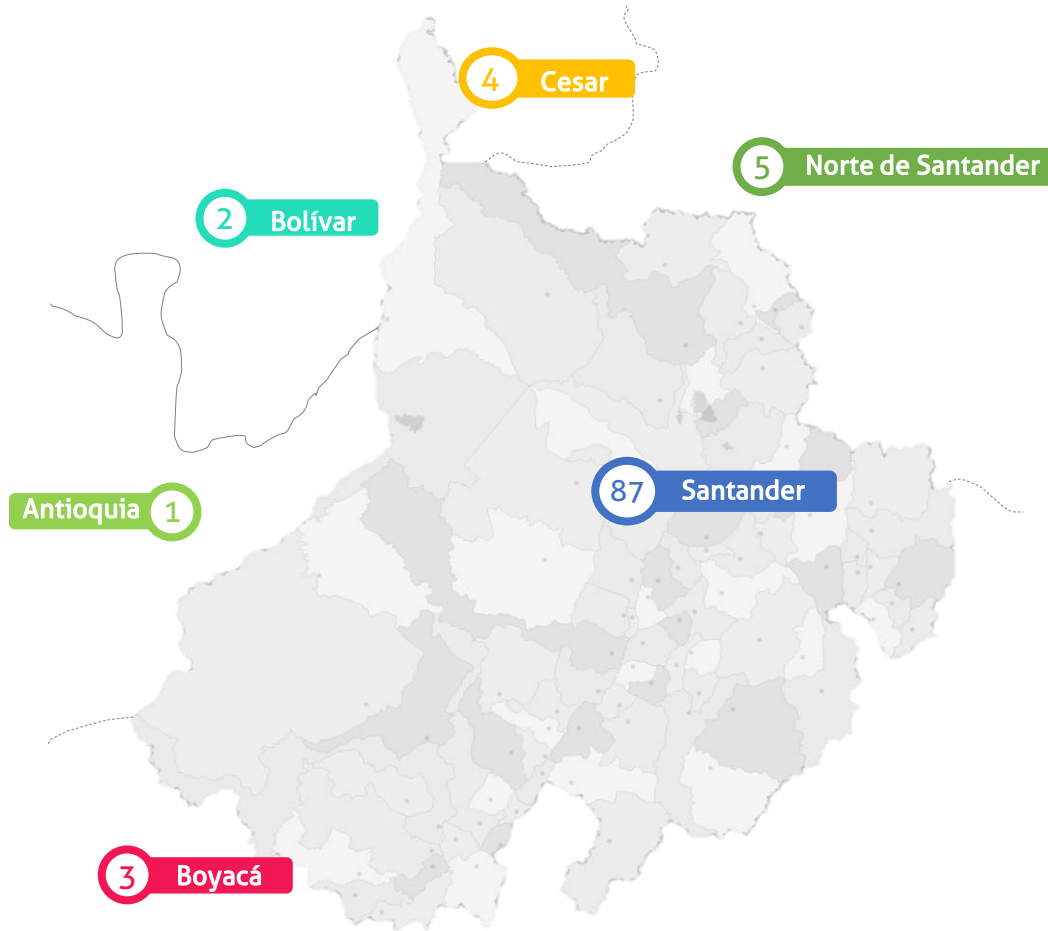 4 Cesar
5 Norte de Santander
2 Bolívar
87 Santander
Antioquia 1
3 Boyacá